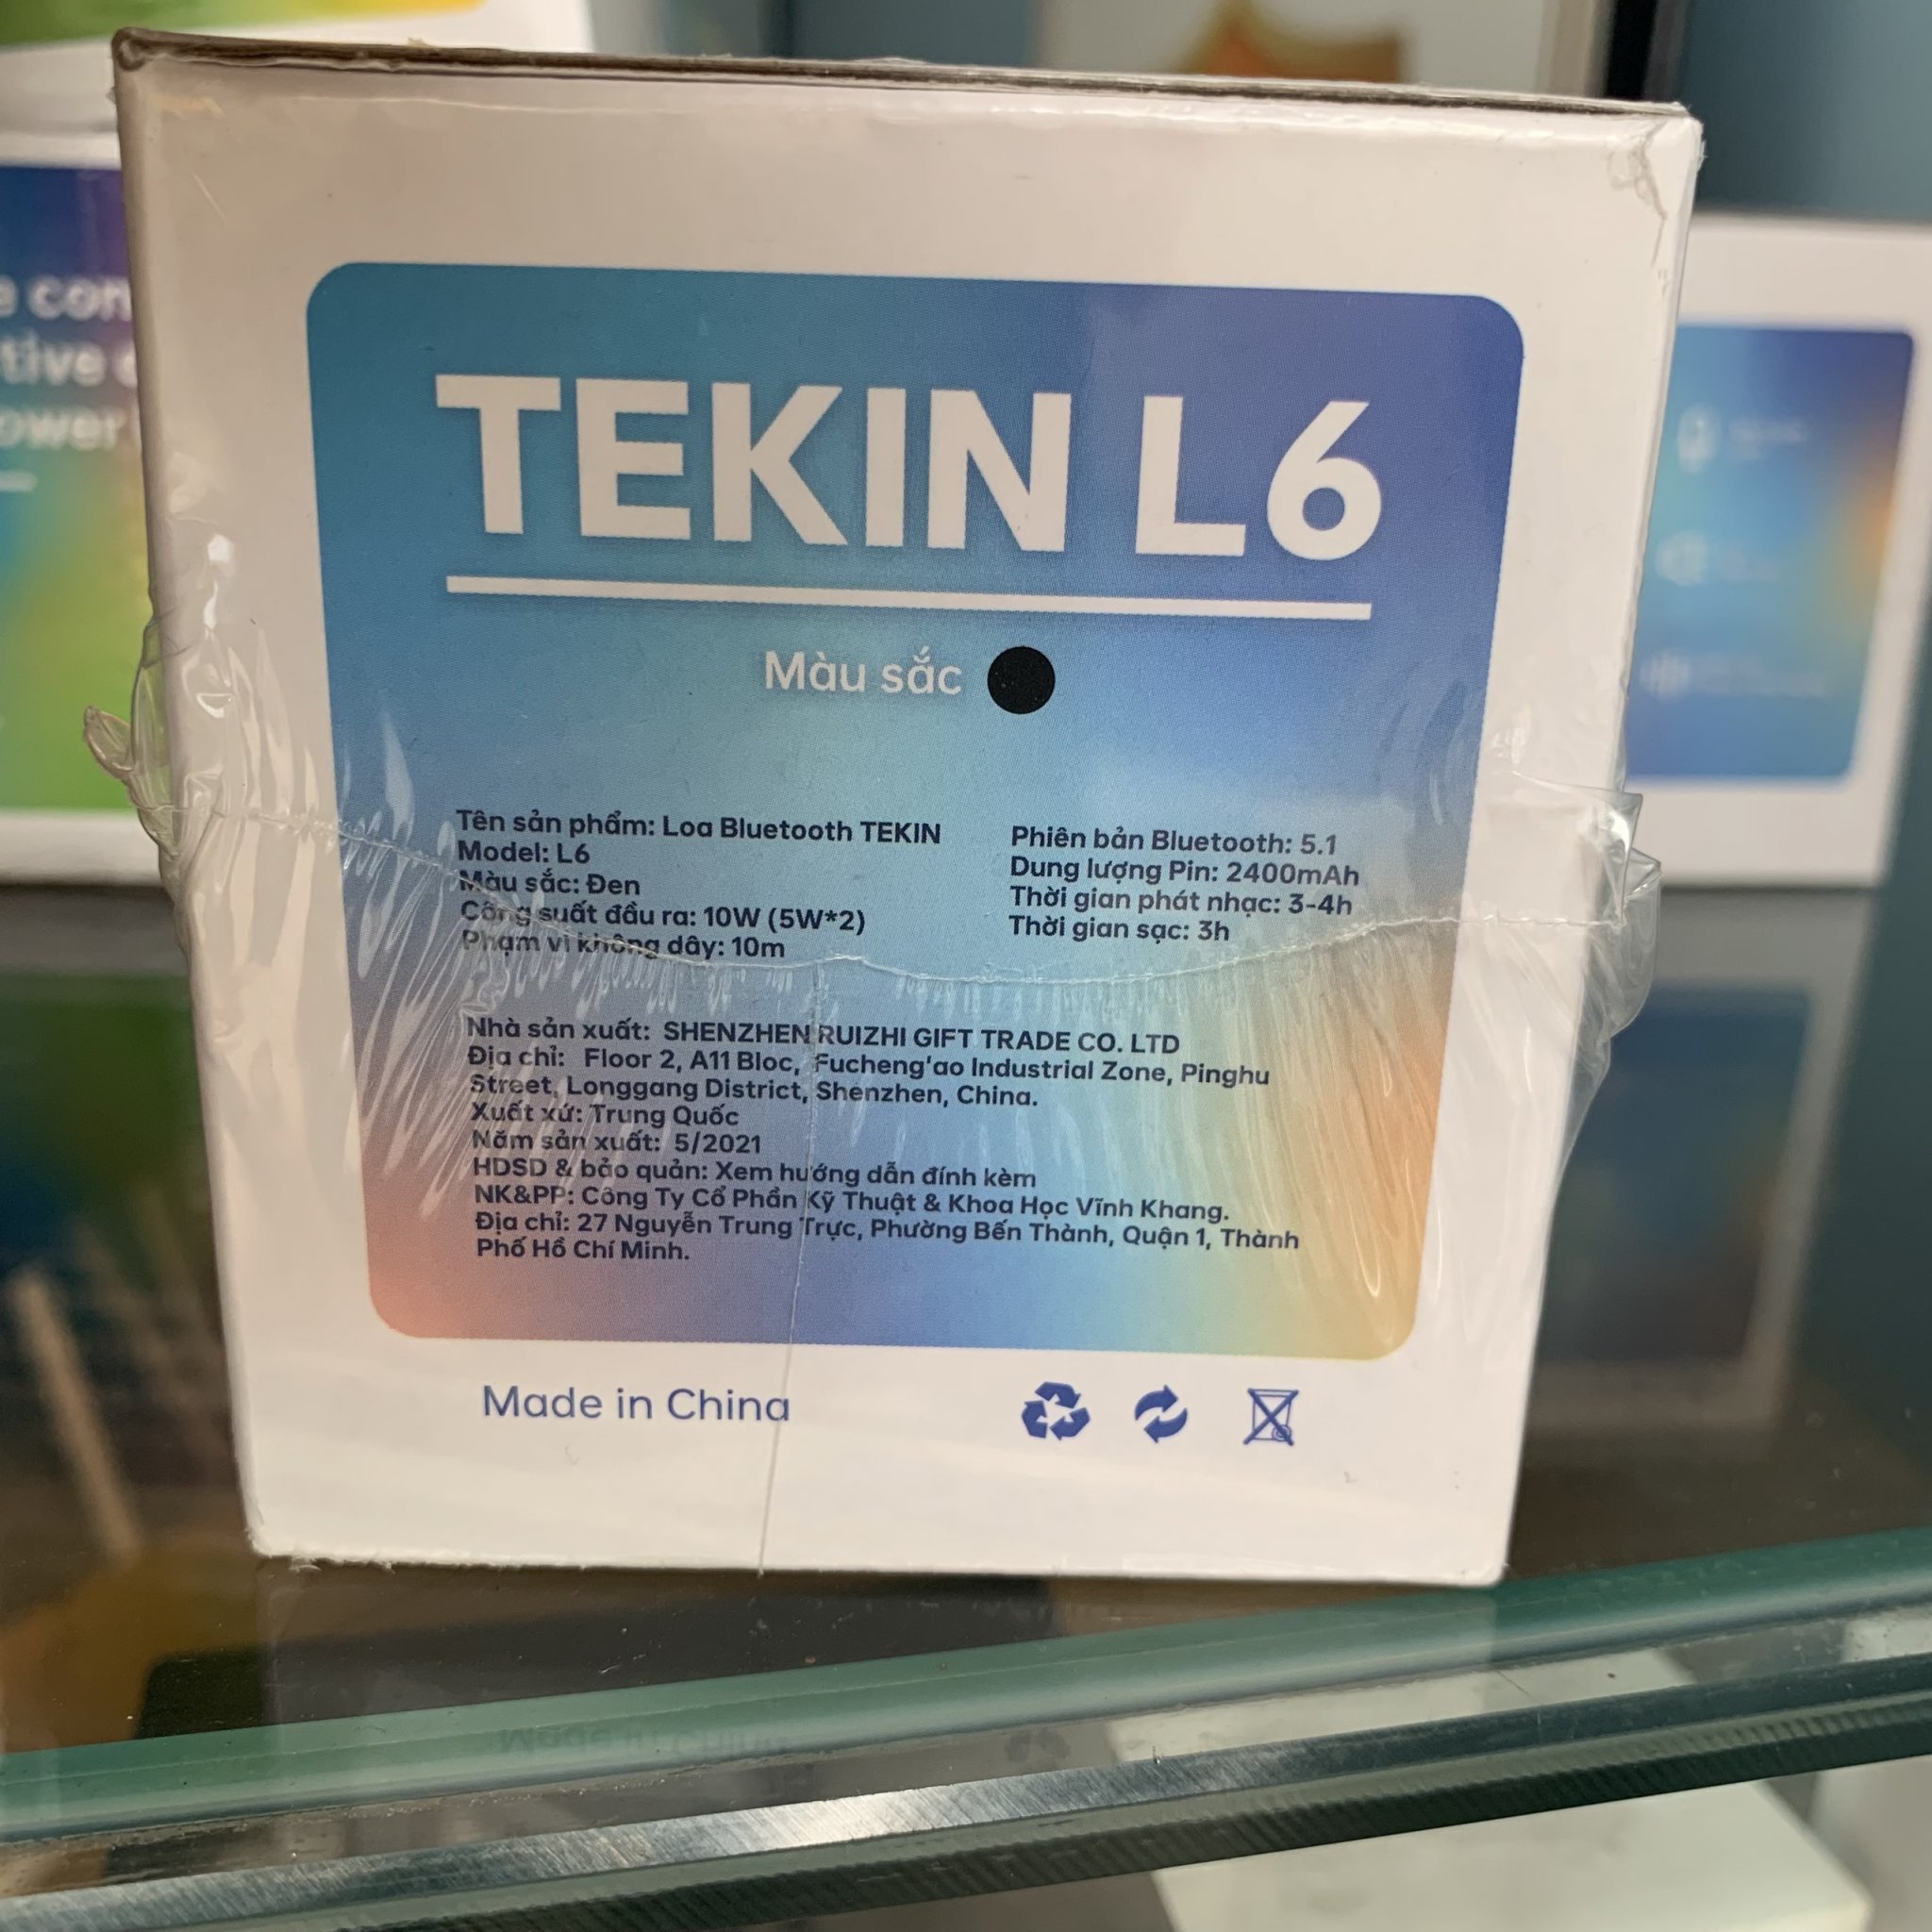 TEKIN L6
Màu sắc
Tên sản phẩm: Loa Bluetooth TEKIN
Model: L6
Màu sắc: Đen
Công suất đầu ra: 10W (5W*2)
Phạm vi không dây: 10m
Phiên bản Bluetooth: 5.1
Dung lượng Pin: 2400mAh
Thời gian phát nhạc: 3-4h
Thời gian sạc: 3h
Nhà sản xuất: SHENZHEN RUIZHI GIFT TRADE CO. LTD
Địa chỉ: Floor 2, A11 Bloc, Fucheng'ao Industrial Zone, Pinghu
Street, Longgang District, Shenzhen, China.
Xuất xứ: Trung Quốc
Năm sản xuất: 5/2021
HDSD & bảo quản: Xem hướng dẫn đính kèm
NK&PP: Công Ty Cổ Phần Kỹ Thuật & Khoa Học Vĩnh Khang.
Địa chỉ: 27 Nguyễn Trung Trực, Phường Bến Thành, Quận 1, Thành
Phố Hồ Chí Minh.
Made in China